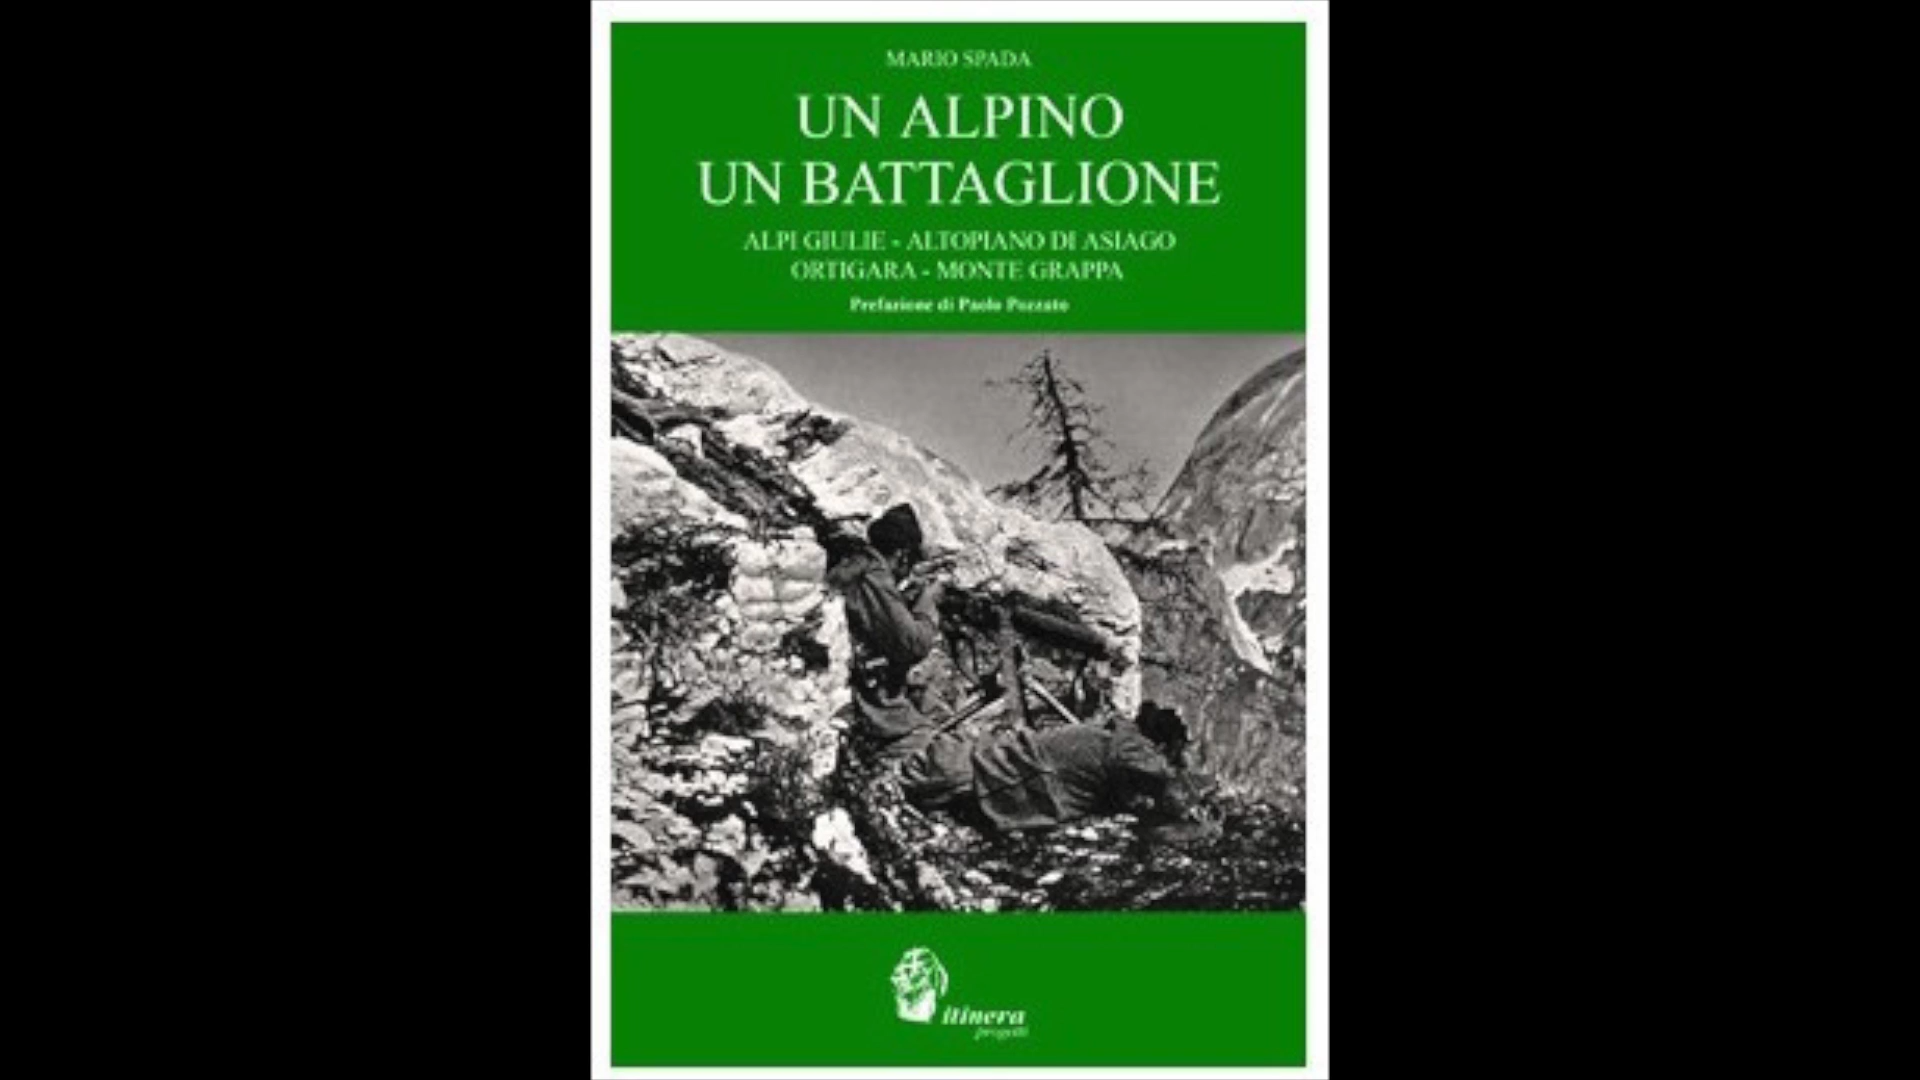 MARIO SPADA
UN ALPINO
UN BATTAGLIONE
ALPI GIULIE - ALTOPIANO DI ASIAGO
ORTIGARA - MONTE GRAPPA
Prefazione di Paolo Pozzato
itinera
progetti